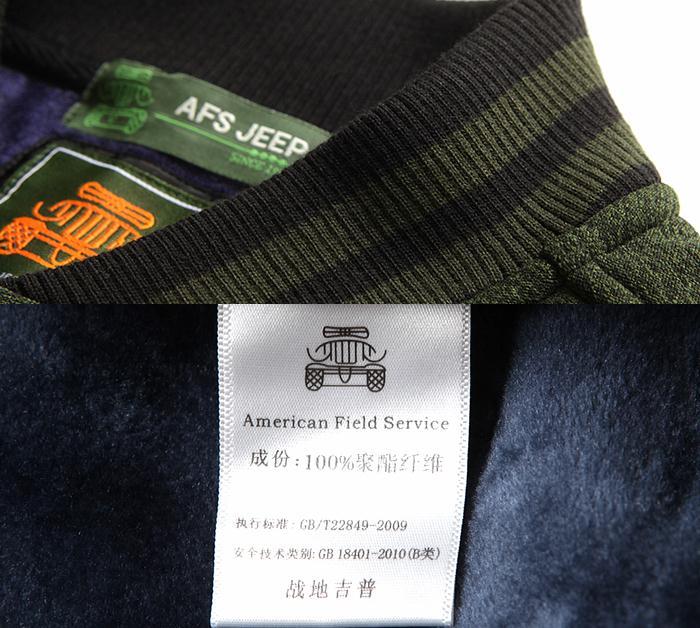 AFS JEEP
SINCE
American Field Service
成份:100%聚酯纤维
执行标准: GB/T22849-2009
安全技术类别:GB 18401-2010(B类)
战地吉普